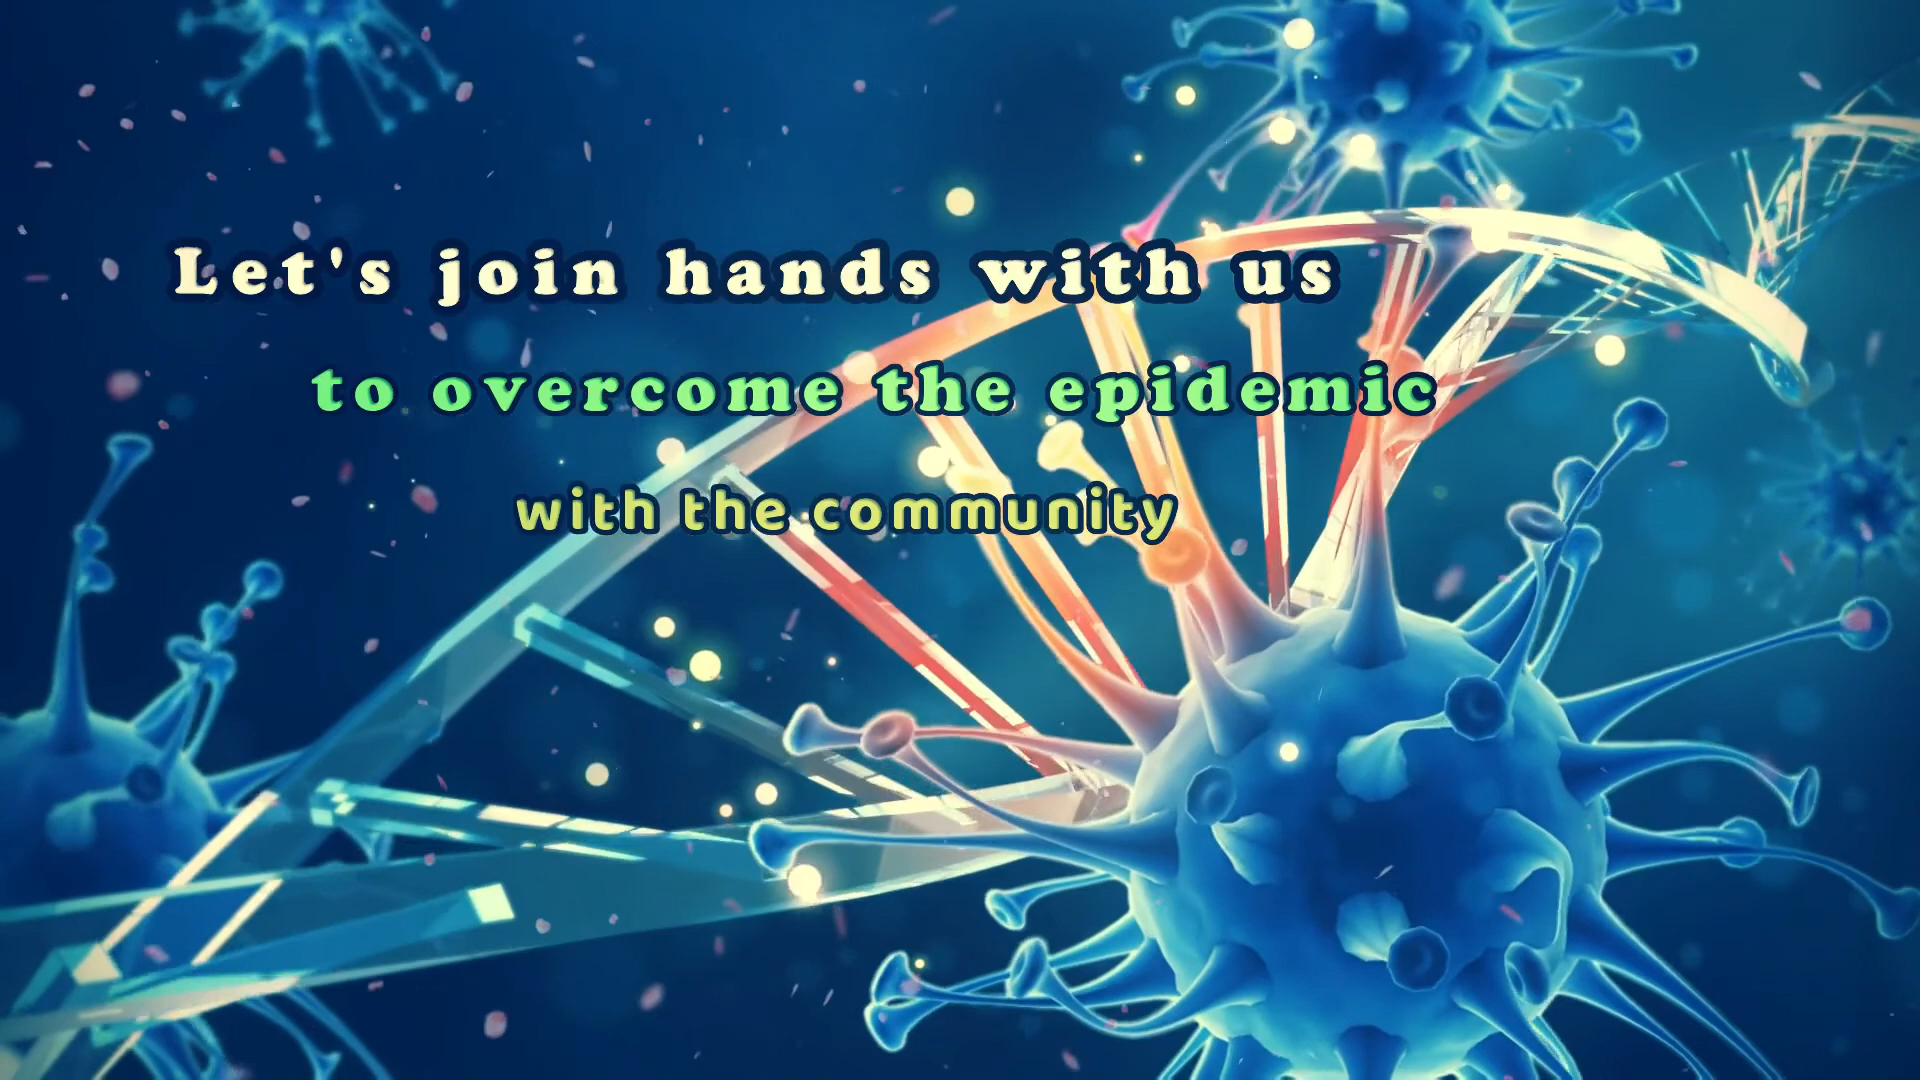 Let's join hands with us
to overcome the epidemic
with the community